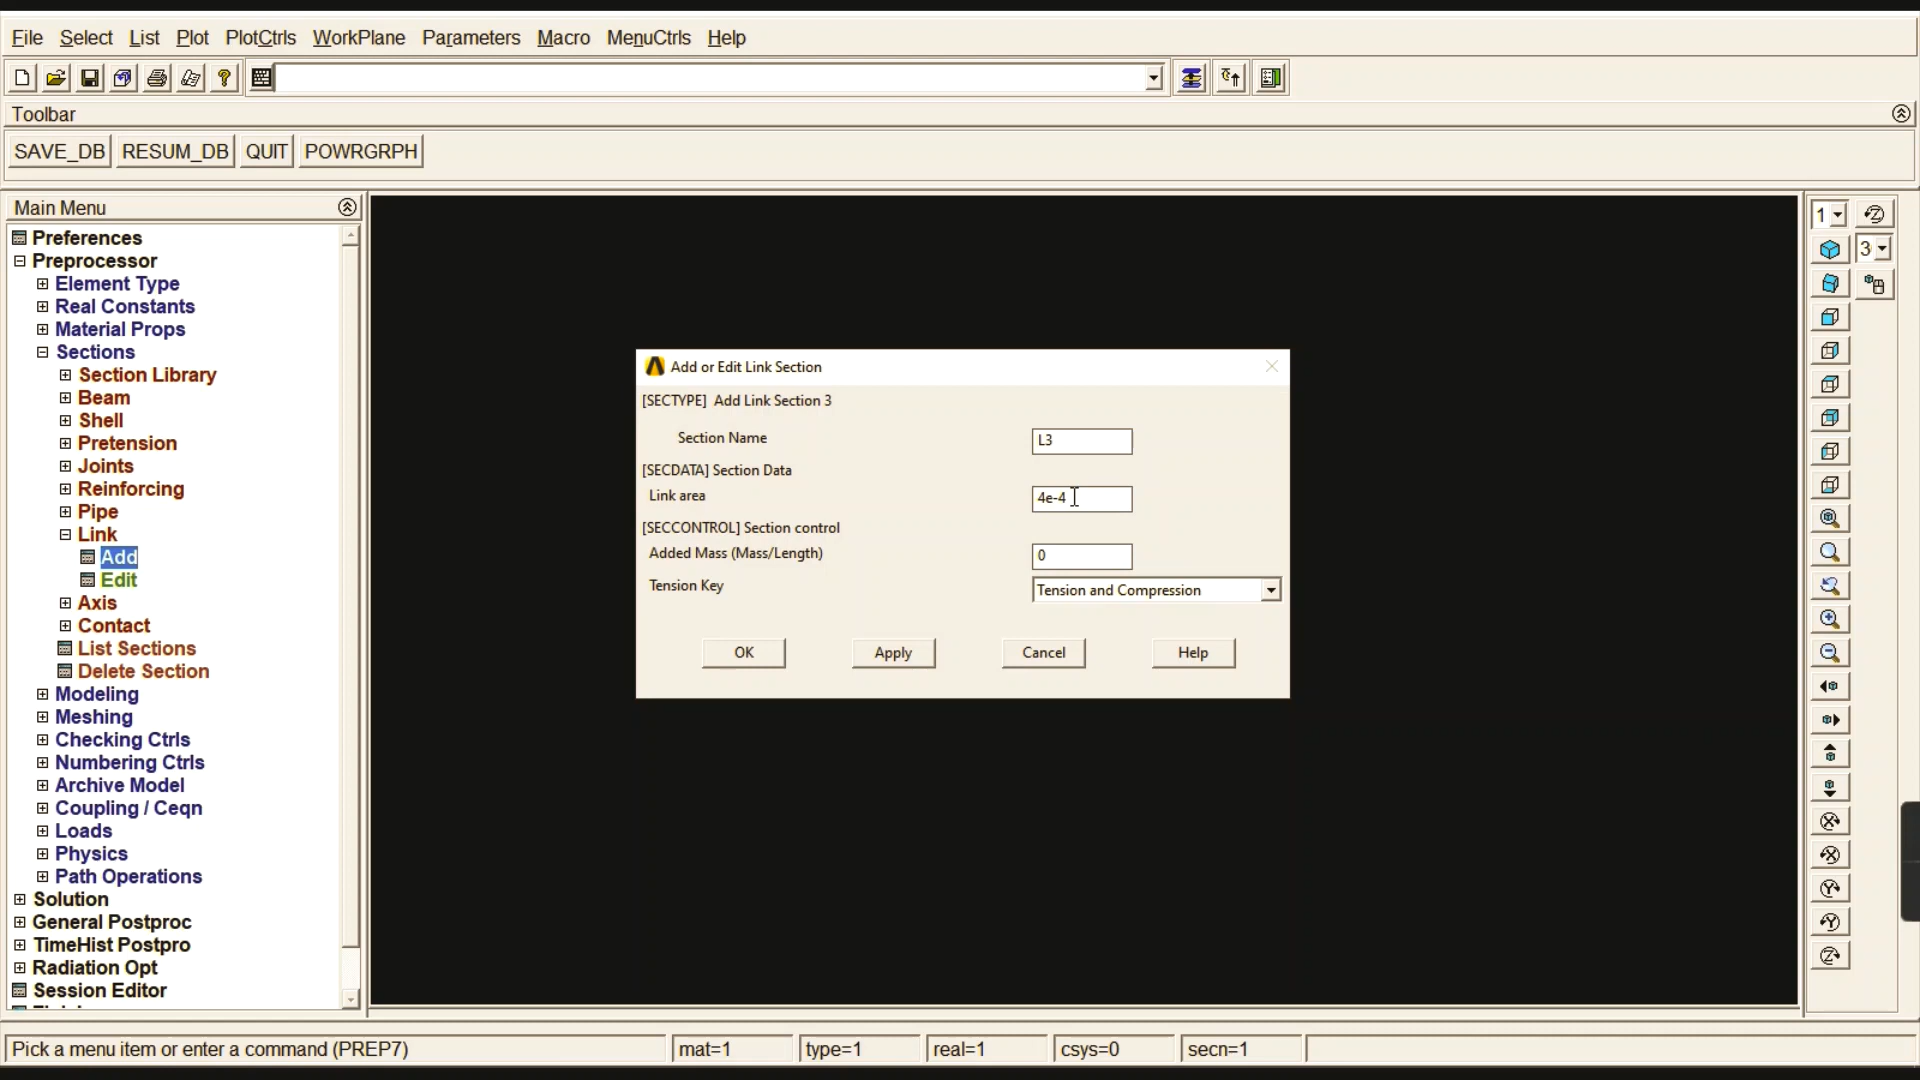 File Select List Plot PlotCtrls WorkPlane Parameters Macro MenuCtrls Help
Toolbar
SAVE_DB RESUM_DB QUIT POWRGRPH
Main Menu
Preferences
Preprocessor
Element Type
Real Constants
Material Props
Sections
Section Library
Beam
Shell
Pretension
Joints
Reinforcing
Pipe
Link
Add
Edit
Axis
Contact
List Sections
Delete Section
Modeling
Meshing
Checking Ctrls
Numbering Ctrls
Archive Model
Coupling / Ceqn
Loads
Physics
Path Operations
Solution
General Postproc
TimeHist Postpro
Radiation Opt
Session Editor
Add or Edit Link Section
[SECTYPE] Add Link Section 3
Section Name L3
[SECDATA] Section Data
Link area 4e-4
[SECCONTROL] Section control
Added Mass (Mass/Length) 0
Tension Key Tension and Compression
OK Apply Cancel Help
1
3
Pick a menu item or enter a command (PREP7) mat=1 type=1 real=1 csys=0 secn=1